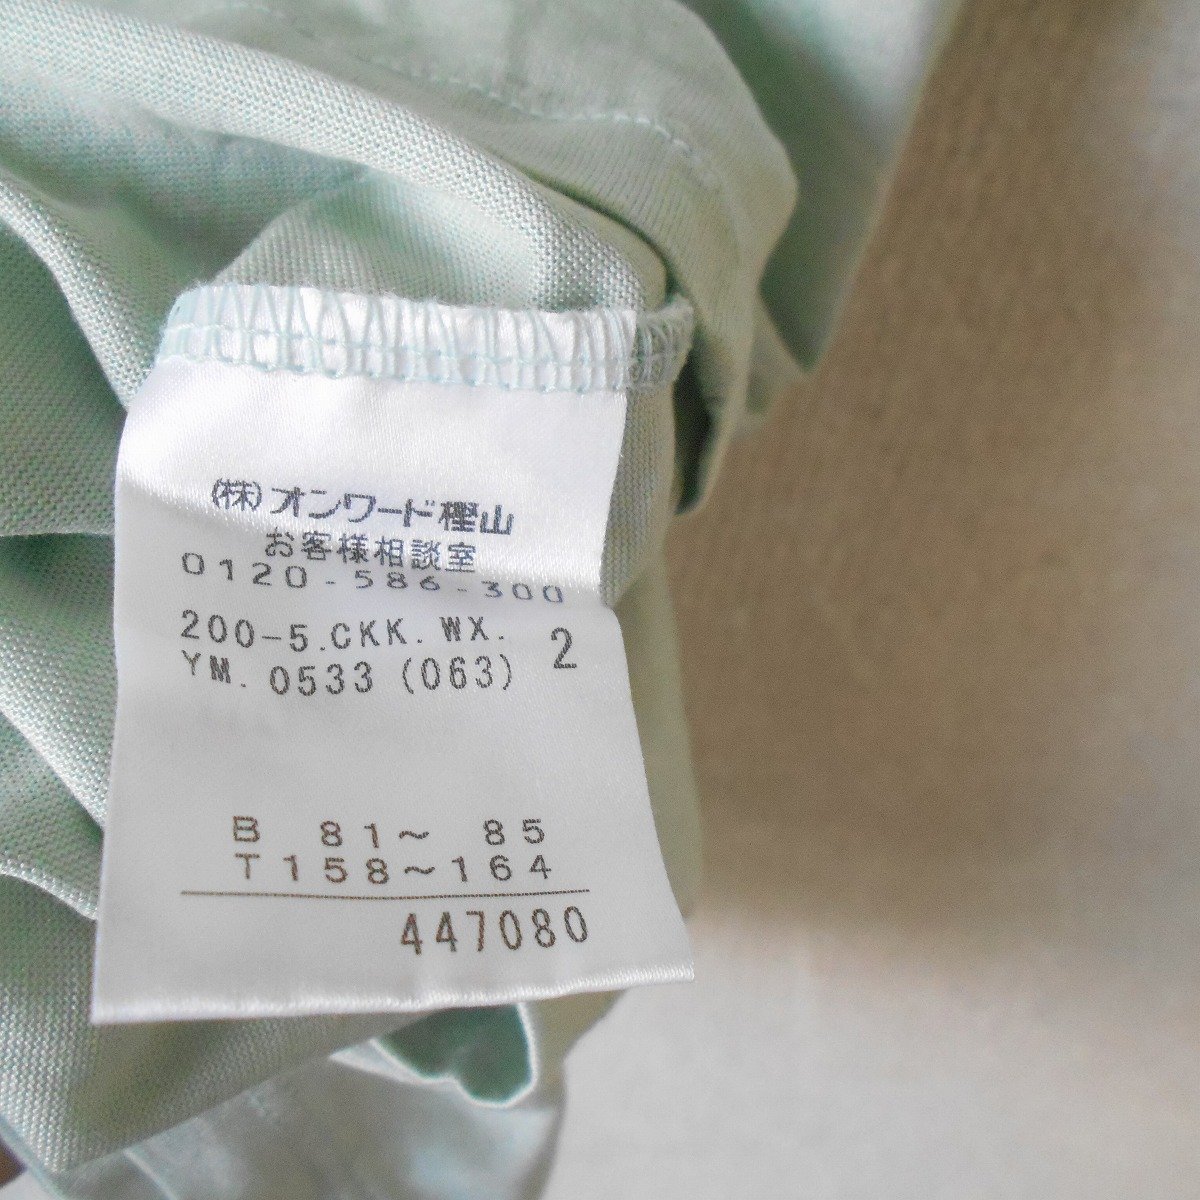 (株)オンワード樫山
お客様相談室
0120-586-300
200-5.CKK.WX. 2
YM.0533(063)
B 81～ 85
T158～164
447080